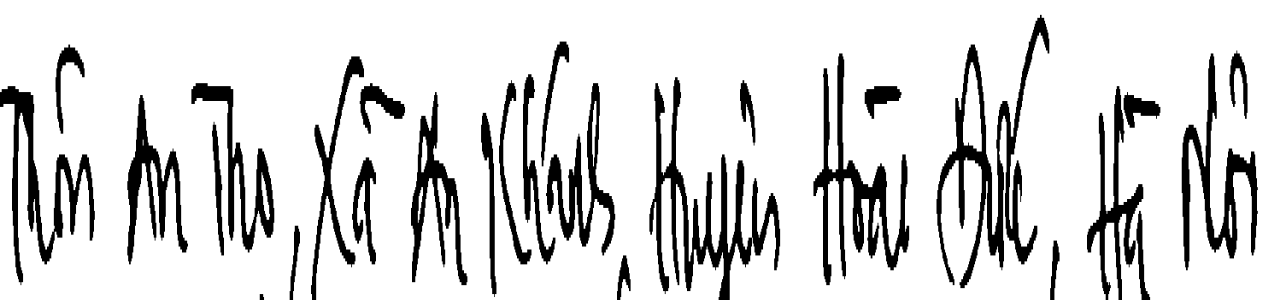 Thôn An Thọ, Xã An Khánh, Huyện Hoài Đức, Hà Nội